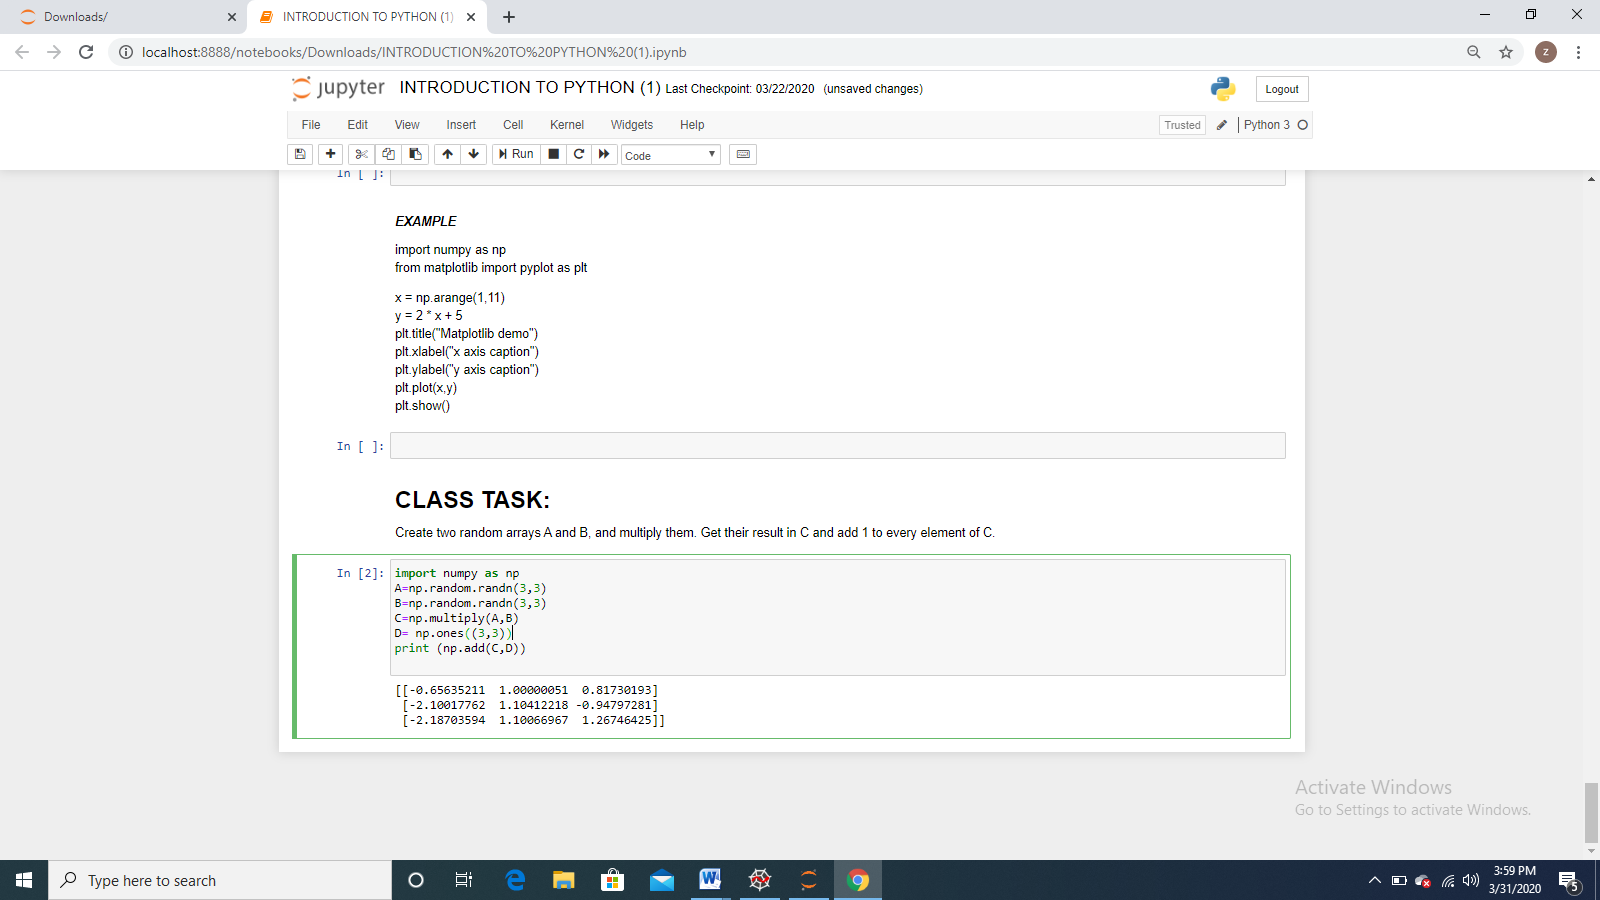 Downloads/
INTRODUCTION TO PYTHON (1)
localhost:8888/notebooks/Downloads/INTRODUCTION%20TO%20PYTHON%20(1).ipynb
z
jupyter INTRODUCTION TO PYTHON (1) Last Checkpoint: 03/22/2020 (unsaved changes)
Logout
File Edit View Insert Cell Kernel Widgets Help
Trusted Python 3
Run Code
In [ ]:
EXAMPLE
import numpy as np
from matplotlib import pyplot as plt
x = np.arange(1,11)
y = 2 * x + 5
plt.title("Matplotlib demo")
plt.xlabel("x axis caption")
plt.ylabel("y axis caption")
plt.plot(x,y)
plt.show()
In [ ]:
CLASS TASK:
Create two random arrays A and B, and multiply them. Get their result in C and add 1 to every element of C.
In [2]: import numpy as np
A=np.random.randn(3,3)
B=np.random.randn(3,3)
C=np.multiply(A,B)
D= np.ones((3,3))
print (np.add(C,D))
[[-0.65635211 1.00000051 0.81730193]
[-2.10017762 1.10412218 -0.94797281]
[-2.18703594 1.10066967 1.26746425]]
Activate Windows
Go to Settings to activate Windows.
Type here to search
3:59 PM
3/31/2020
5